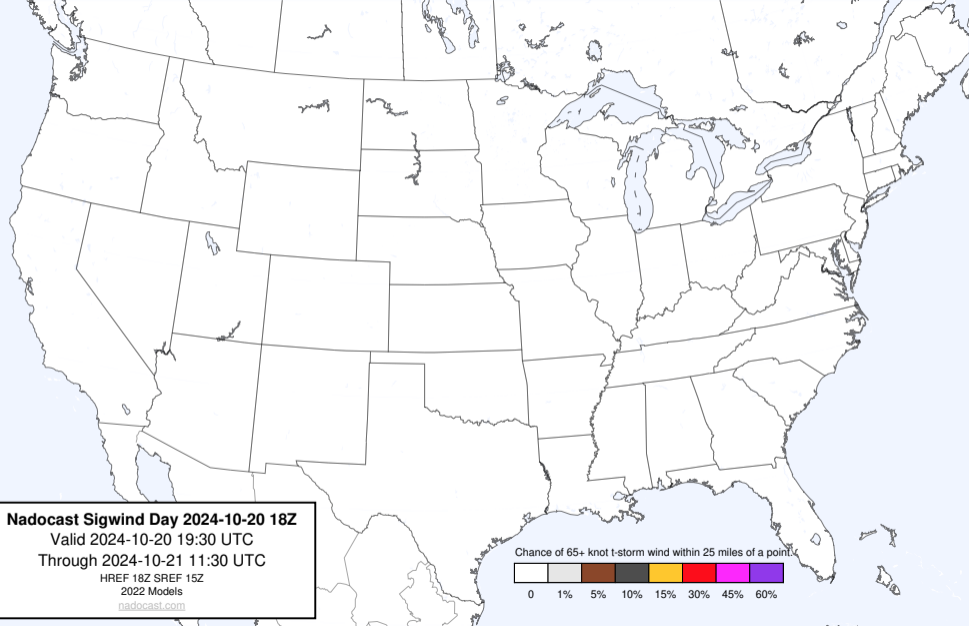 Nadocast Sigwind Day 2024-10-20 18Z
Valid 2024-10-20 19:30 UTC
Through 2024-10-21 11:30 UTC
HREF 18Z SREF 15Z
2022 Models
nadocast.com
Chance of 65+ knot t-storm wind within 25 miles of a point.
0 1% 5% 10% 15% 30% 45% 60%